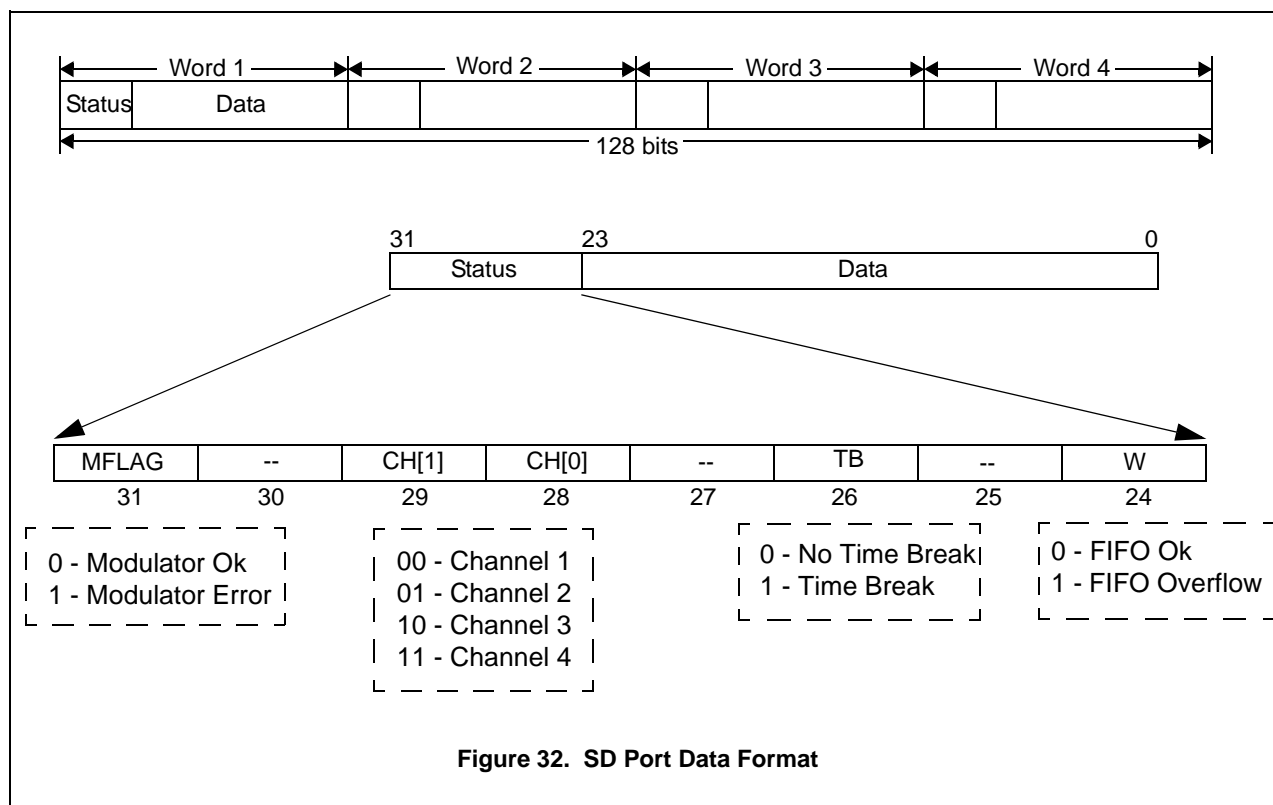 Word 1 Word 2 Word 3 Word 4
Status Data
128 bits
31 23 0
Status Data
MFLAG -- CH[1] CH[0] -- TB -- W
31 30 29 28 27 26 25 24
0 - Modulator Ok
1 - Modulator Error
00 - Channel 1
01 - Channel 2
10 - Channel 3
11 - Channel 4
0 - No Time Break
1 - Time Break
0 - FIFO Ok
1 - FIFO Overflow
Figure 32. SD Port Data Format